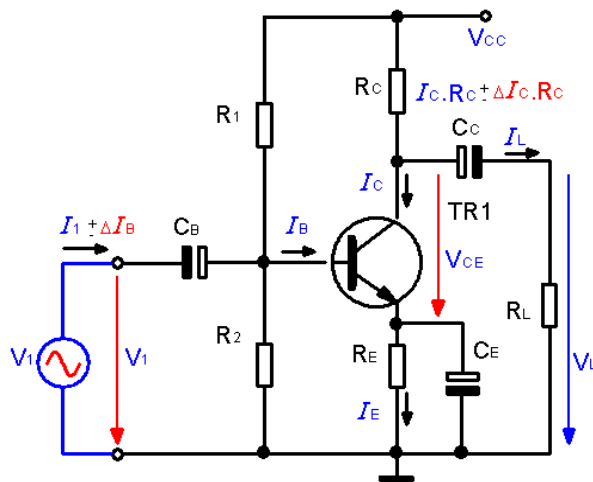 VCC
RC
IC.RC ± ΔIC.RC
R1
CC
IL
IC
TR1
I1 ± ΔIB
CB
IB
VCE
R2
RL
V1
V1
RE
CE
VL
IE